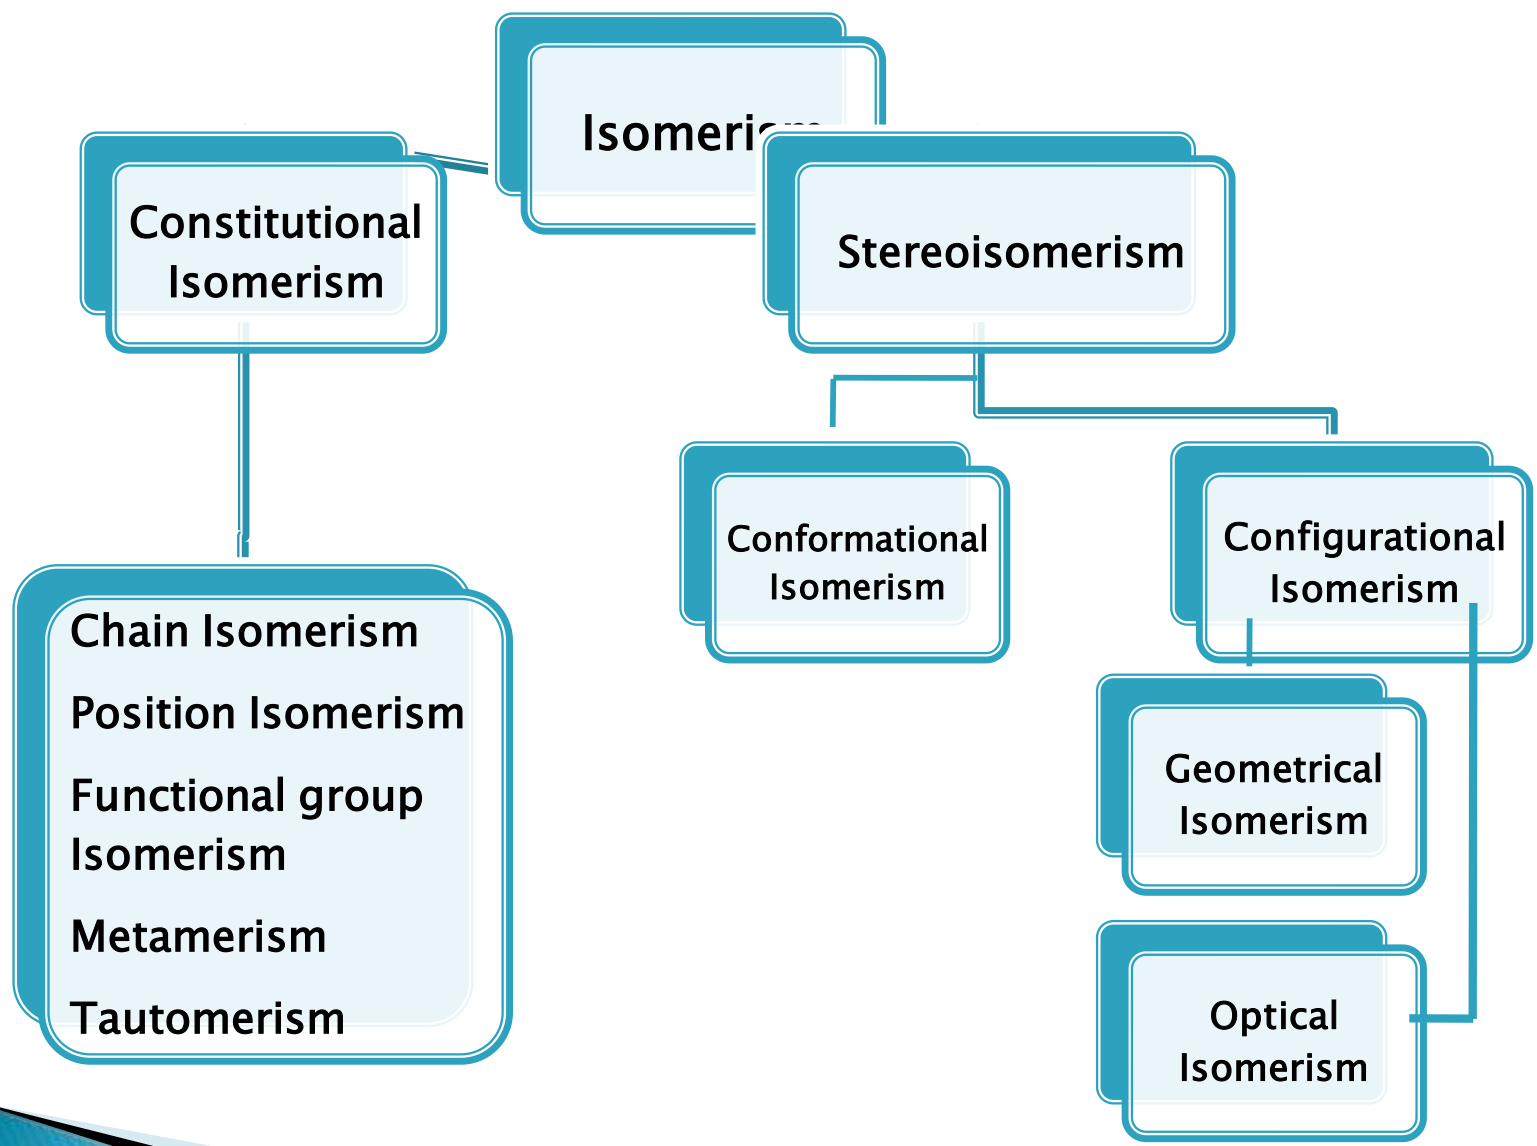 Isomerism
Constitutional
Isomerism
Stereoisomerism
Conformational
Isomerism
Configurational
Isomerism
Chain Isomerism
Position Isomerism
Functional group
Isomerism
Metamerism
Tautomerism
Geometrical
Isomerism
Optical
Isomerism